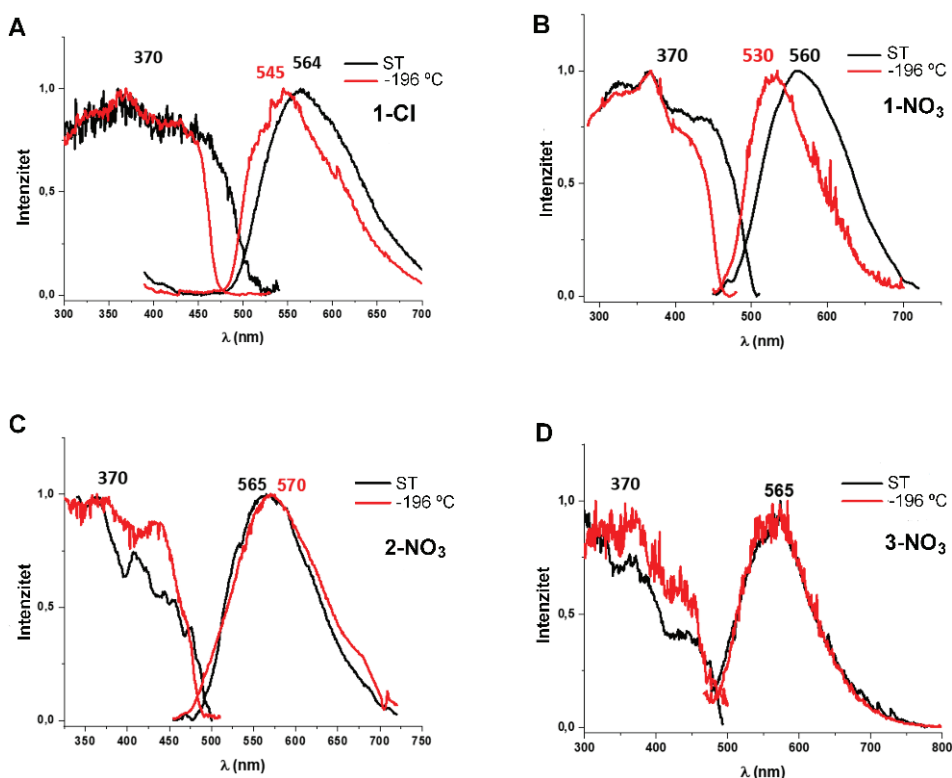 A
370
545
564
ST
-196 ºC
1-Cl
Intenzitet
1,0
0,5
0,0
300
350
400
450
500
550
600
650
700
λ (nm)
B
370
530
560
ST
-196 ºC
1-NO₃
Intenzitet
1,0
0,5
0,0
300
400
500
600
700
λ (nm)
C
370
565
570
ST
-196 ºC
2-NO₃
Intenzitet
1,0
0,5
0,0
350
400
450
500
550
600
650
700
750
λ (nm)
D
370
565
ST
-196 ºC
3-NO₃
Intenzitet
1,0
0,5
0,0
300
400
500
600
700
800
λ (nm)